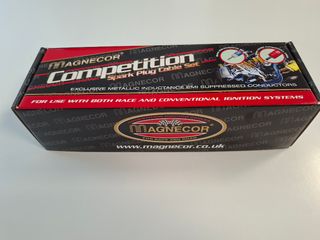 MAGNECOR®
Competition
Spark Plug Cable Set
EXCLUSIVE METALLIC INDUCTANCE EMI SUPPRESSED CONDUCTORS
FOR USE WITH BOTH RACE AND CONVENTIONAL IGNITION SYSTEMS
MAGNECOR
www.magnecor.co.uk